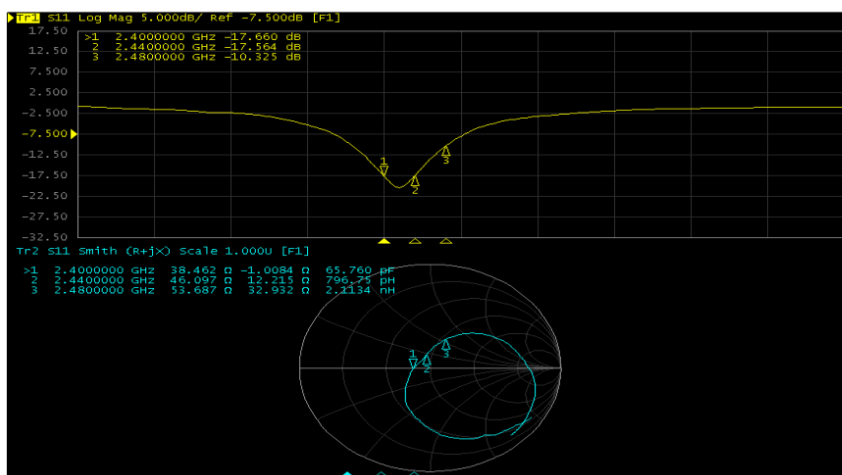 Tr1 S11 Log Mag 5.000dB/ Ref -7.500dB [F1]
17.50
>1 2.4000000 GHz -17.660 dB
2 2.4400000 GHz -17.564 dB
3 2.4800000 GHz -10.325 dB
12.50
7.500
2.500
-2.500
-7.500
-12.50
-17.50
-22.50
-27.50
-32.50
1
2
3
Tr2 S11 Smith (R+jX) Scale 1.000U [F1]
>1 2.4000000 GHz 38.462 Ω -1.0084 Ω 65.760 pF
2 2.4400000 GHz 46.097 Ω 12.215 Ω 796.75 pH
3 2.4800000 GHz 53.687 Ω 32.932 Ω 2.1134 nH
1
2
3